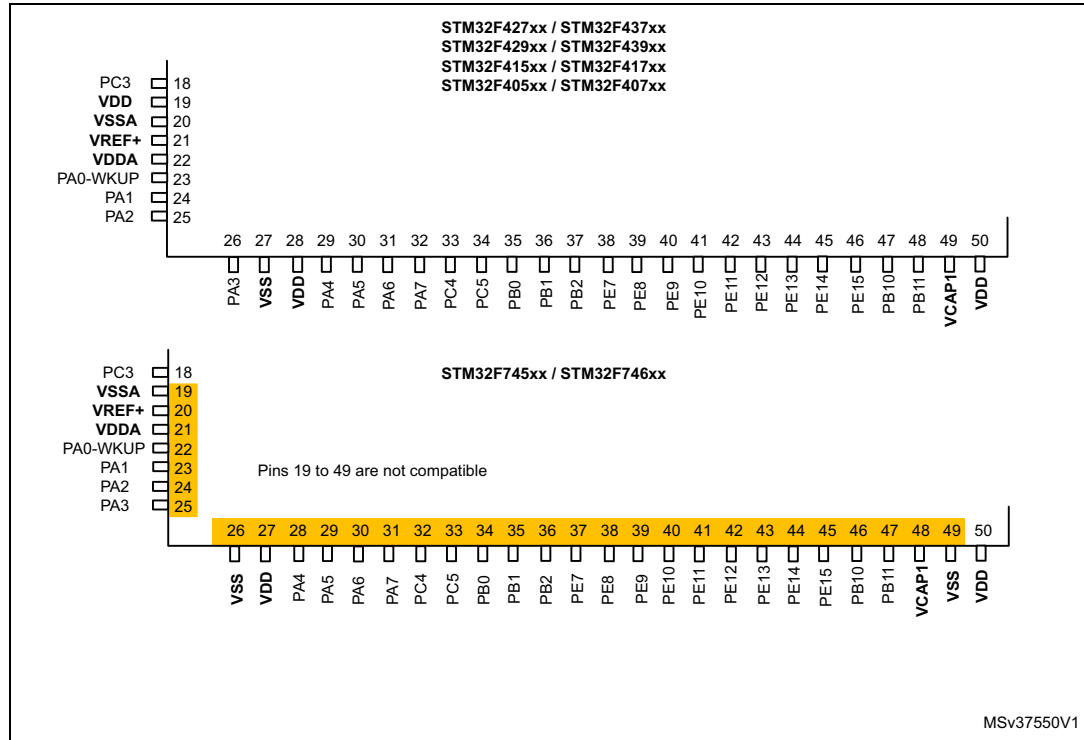 STM32F427xx / STM32F437xx
STM32F429xx / STM32F439xx
STM32F415xx / STM32F417xx
STM32F405xx / STM32F407xx
PC3 18
VDD 19
VSSA 20
VREF+ 21
VDDA 22
PA0-WKUP 23
PA1 24
PA2 25
26 27 28 29 30 31 32 33 34 35 36 37 38 39 40 41 42 43 44 45 46 47 48 49 50
PA3 VSS VDD PA4 PA5 PA6 PA7 PC4 PC5 PB0 PB1 PB2 PE7 PE8 PE9 PE10 PE11 PE12 PE13 PE14 PE15 PB10 PB11 VCAP1 VDD
STM32F745xx / STM32F746xx
PC3 18
VSSA 19
VREF+ 20
VDDA 21
PA0-WKUP 22
PA1 23
PA2 24
PA3 25
Pins 19 to 49 are not compatible
26 27 28 29 30 31 32 33 34 35 36 37 38 39 40 41 42 43 44 45 46 47 48 49 50
VSS VDD PA4 PA5 PA6 PA7 PC4 PC5 PB0 PB1 PB2 PE7 PE8 PE9 PE10 PE11 PE12 PE13 PE14 PE15 PB10 PB11 VCAP1 VSS VDD
MSv37550V1